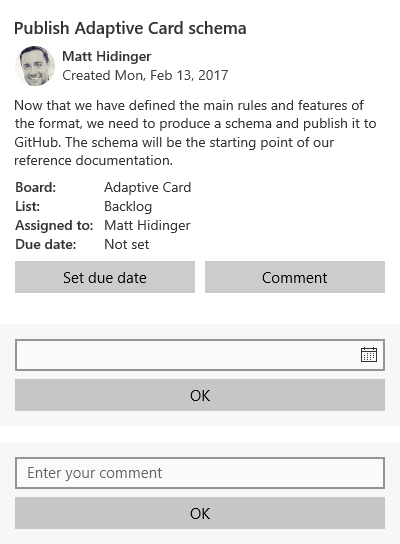 Publish Adaptive Card schema
Matt Hidinger
Created Mon, Feb 13, 2017
Now that we have defined the main rules and features of
the format, we need to produce a schema and publish it to
GitHub. The schema will be the starting point of our
reference documentation.
Board: Adaptive Card
List: Backlog
Assigned to: Matt Hidinger
Due date: Not set
Set due date Comment
OK
Enter your comment
OK